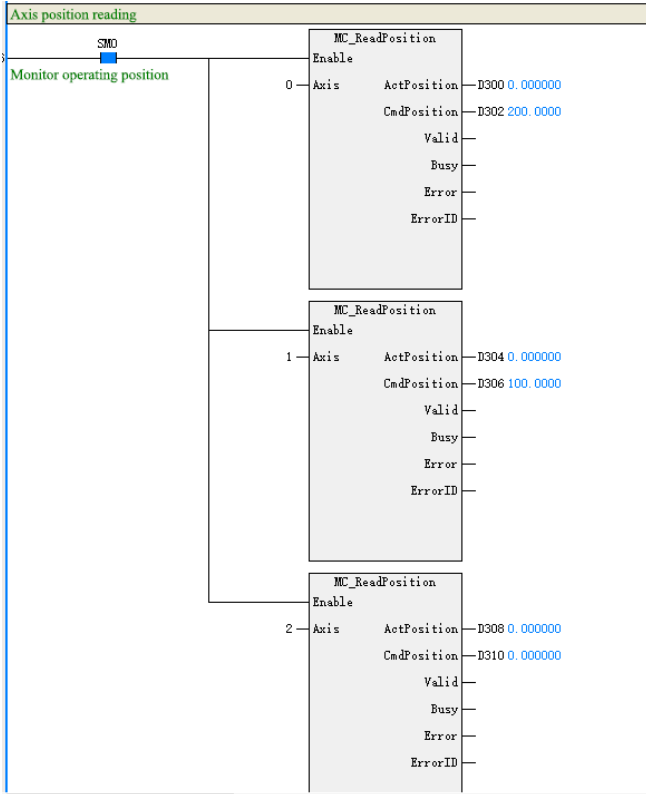 Axis position reading
SM0
Monitor operating position
MC_ReadPosition
Enable
0 Axis ActPosition D300 0.000000
CmdPosition D302 200.0000
Valid
Busy
Error
ErrorID
MC_ReadPosition
Enable
1 Axis ActPosition D304 0.000000
CmdPosition D306 100.0000
Valid
Busy
Error
ErrorID
MC_ReadPosition
Enable
2 Axis ActPosition D308 0.000000
CmdPosition D310 0.000000
Valid
Busy
Error
ErrorID